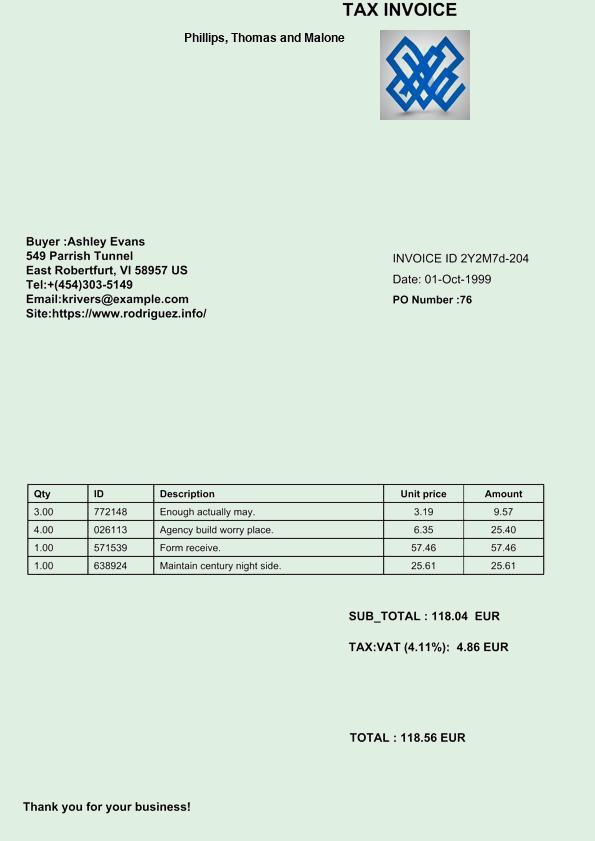 TAX INVOICE
Phillips, Thomas and Malone
Buyer :Ashley Evans
549 Parrish Tunnel
East Robertfurt, VI 58957 US
Tel:+(454)303-5149
Email:krivers@example.com
Site:https://www.rodriguez.info/
INVOICE ID 2Y2M7d-204
Date: 01-Oct-1999
PO Number :76
Qty ID Description Unit price Amount
3.00 772148 Enough actually may. 3.19 9.57
4.00 026113 Agency build worry place. 6.35 25.40
1.00 571539 Form receive. 57.46 57.46
1.00 638924 Maintain century night side. 25.61 25.61
SUB_TOTAL : 118.04 EUR
TAX:VAT (4.11%): 4.86 EUR
TOTAL : 118.56 EUR
Thank you for your business!